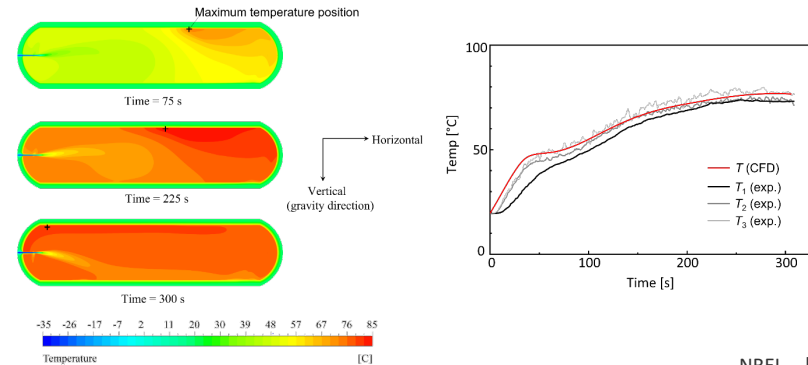 Maximum temperature position
Time = 75 s
Time = 225 s
Horizontal
Vertical
(gravity direction)
Time = 300 s
-35 -26 -17 -7 2 11 20 30 39 48 57 67 76 85
Temperature [C]
Temp [°C]
100
50
0
T (CFD)
T1 (exp.)
T2 (exp.)
T3 (exp.)
0 100 200 300
Time [s]
NREL